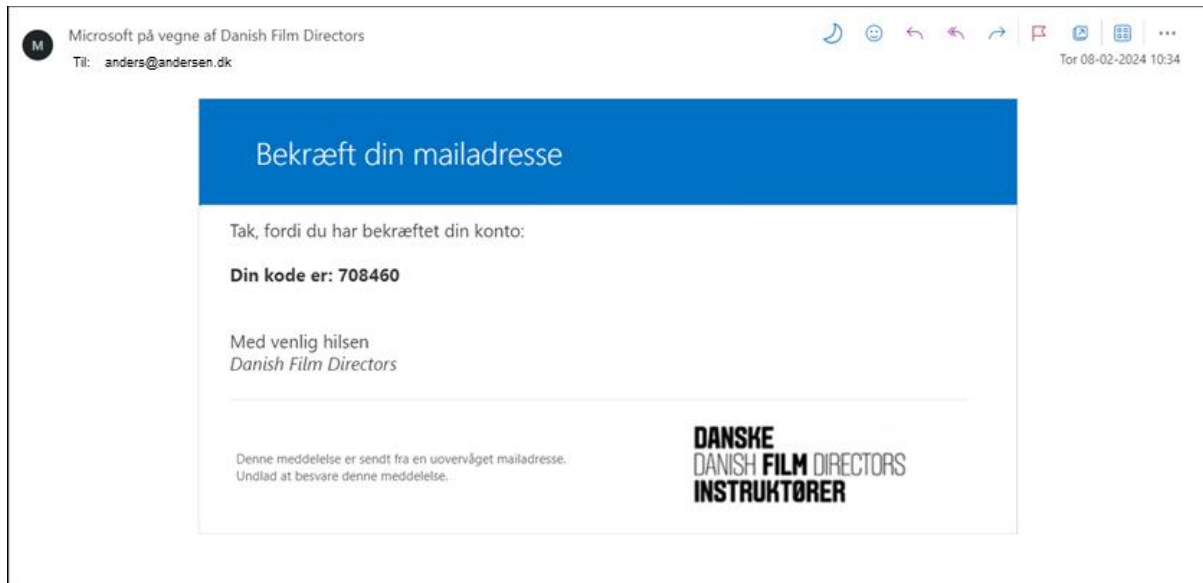 M
Microsoft på vegne af Danish Film Directors
Til: anders@andersen.dk
Tor 08-02-2024 10:34
Bekræft din mailadresse
Tak, fordi du har bekræftet din konto:
Din kode er: 708460
Med venlig hilsen
Danish Film Directors
Denne meddelelse er sendt fra en uovervåget mailadresse.
Undlad at besvare denne meddelelse.
DANSKE
DANISH FILM DIRECTORS
INSTRUKTØRER